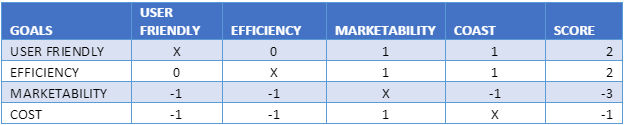 GOALS USER FRIENDLY EFFICIENCY MARKETABILITY COAST SCORE
USER FRIENDLY X 0 1 1 2
EFFICIENCY 0 X 1 1 2
MARKETABILITY -1 -1 X -1 -3
COST -1 -1 1 X -1